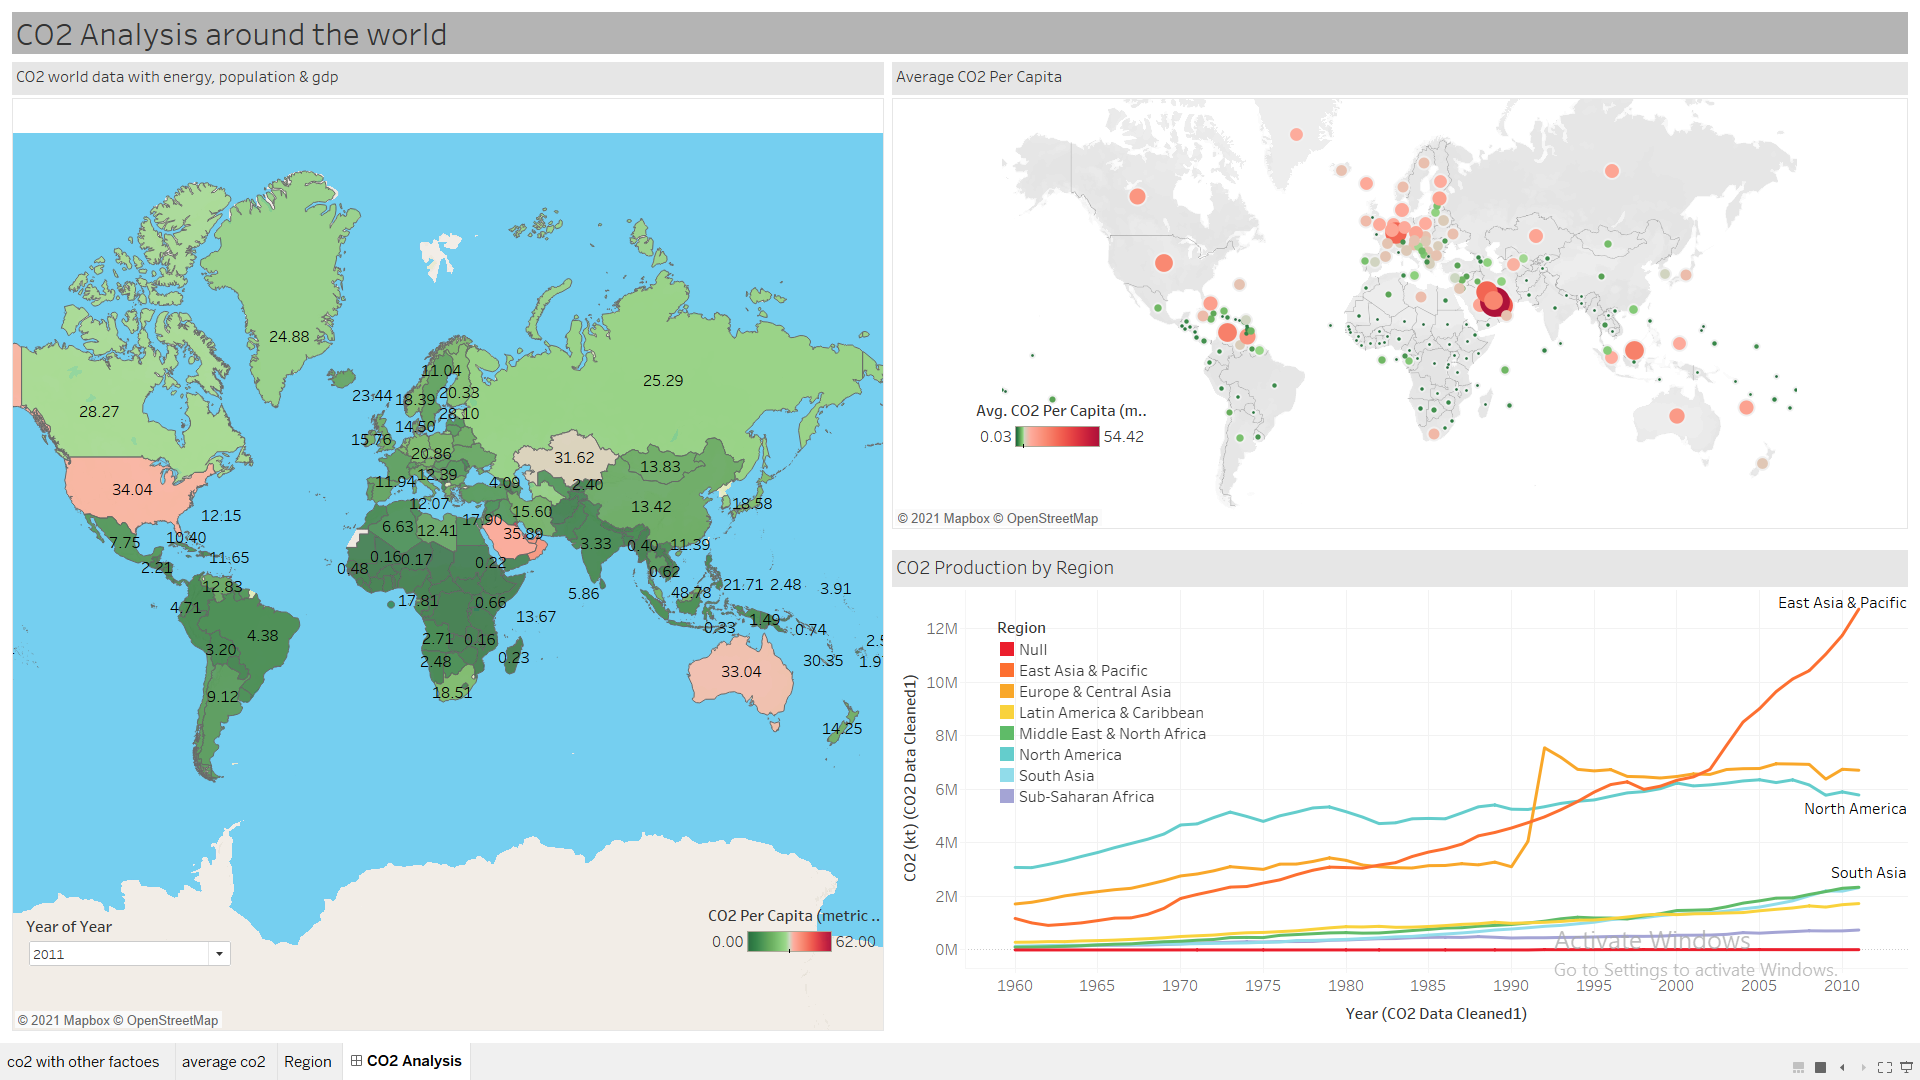 CO2 Analysis around the world
CO2 world data with energy, population & gdp
24.88
25.29
11.04
23.44
18.39
20.33
28.27
28.10
14.50
15.76
20.86
31.62
13.83
34.04
11.94
12.39
4.09
2.40
12.07
18.58
13.42
15.60
12.15
17.90
6.63
12.41
35.89
7.75
10.40
3.33
0.40
11.39
11.65
0.16
0.17
0.22
2.21
0.48
0.62
12.83
21.71
2.48
3.91
5.86
48.78
4.71
17.81
0.66
13.67
1.49
0.33
0.74
4.38
2.71
0.16
3.20
2.48
0.23
30.35
1.9
33.04
9.12
18.51
14.25
Year of Year
2011
CO2 Per Capita (metric ..
0.00
62.00
© 2021 Mapbox © OpenStreetMap
Average CO2 Per Capita
Avg. CO2 Per Capita (m..
0.03
54.42
© 2021 Mapbox © OpenStreetMap
CO2 Production by Region
CO2 (kt) (CO2 Data Cleaned1)
12M
10M
8M
6M
4M
2M
0M
Region
Null
East Asia & Pacific
Europe & Central Asia
Latin America & Caribbean
Middle East & North Africa
North America
South Asia
Sub-Saharan Africa
East Asia & Pacific
North America
South Asia
Activate Windows
Go to Settings to activate Windows.
1960 1965 1970 1975 1980 1985 1990 1995 2000 2005 2010
Year (CO2 Data Cleaned1)
co2 with other factoes average co2 Region CO2 Analysis